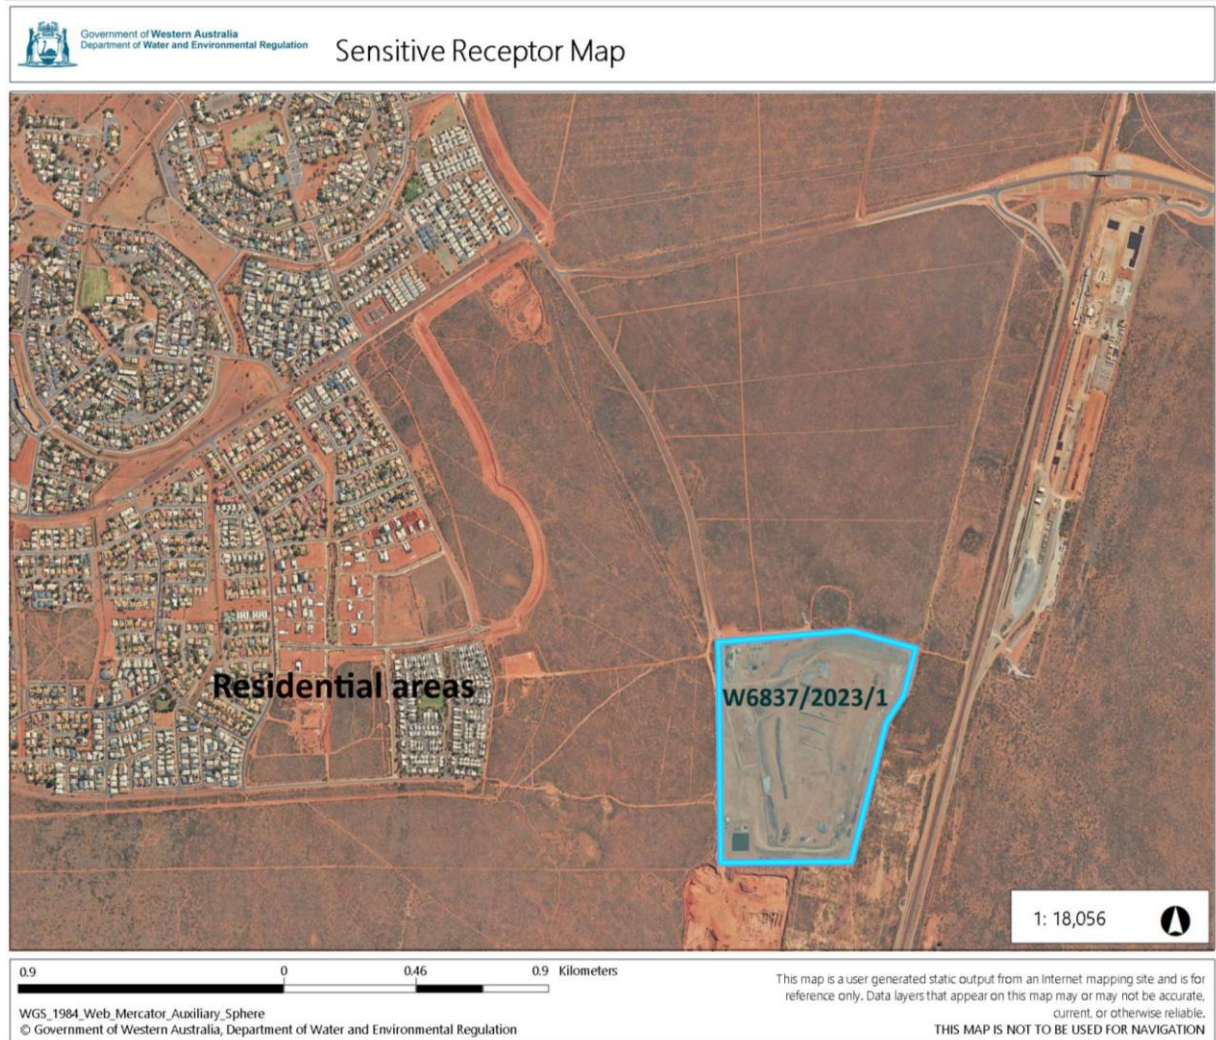 Government of Western Australia
Department of Water and Environmental Regulation
Sensitive Receptor Map
Residential areas
W6837/2023/1
1: 18,056
0.9 0 0.46 0.9 Kilometers
WGS_1984_Web_Mercator_Auxiliary_Sphere
© Government of Western Australia, Department of Water and Environmental Regulation
This map is a user generated static output from an Internet mapping site and is for
reference only. Data layers that appear on this map may or may not be accurate,
current, or otherwise reliable.
THIS MAP IS NOT TO BE USED FOR NAVIGATION